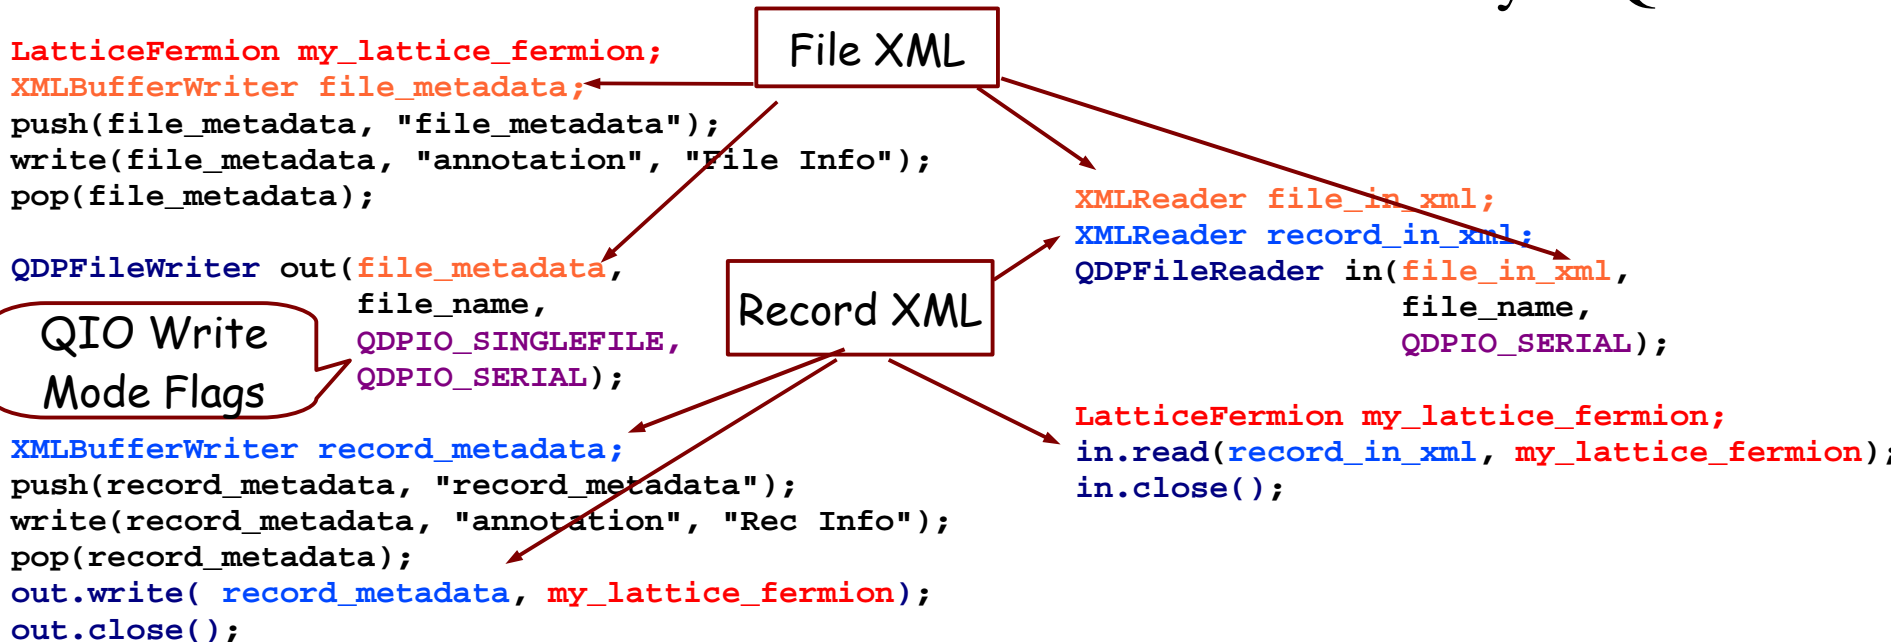 File XML
LatticeFermion my_lattice_fermion;
XMLBufferWriter file_metadata;
push(file_metadata, "file_metadata");
write(file_metadata, "annotation", "File Info");
pop(file_metadata);
QDPFileWriter out(file_metadata,
file_name,
QDPIO_SINGLEFILE,
QDPIO_SERIAL);
QIO Write
Mode Flags
XMLBufferWriter record_metadata;
push(record_metadata, "record_metadata");
write(record_metadata, "annotation", "Rec Info");
pop(record_metadata);
out.write( record_metadata, my_lattice_fermion);
out.close();
Record XML
XMLReader file_in_xml;
XMLReader record_in_xml;
QDPFileReader in(file_in_xml,
file_name,
QDPIO_SERIAL);
LatticeFermion my_lattice_fermion;
in.read(record_in_xml, my_lattice_fermion);
in.close();